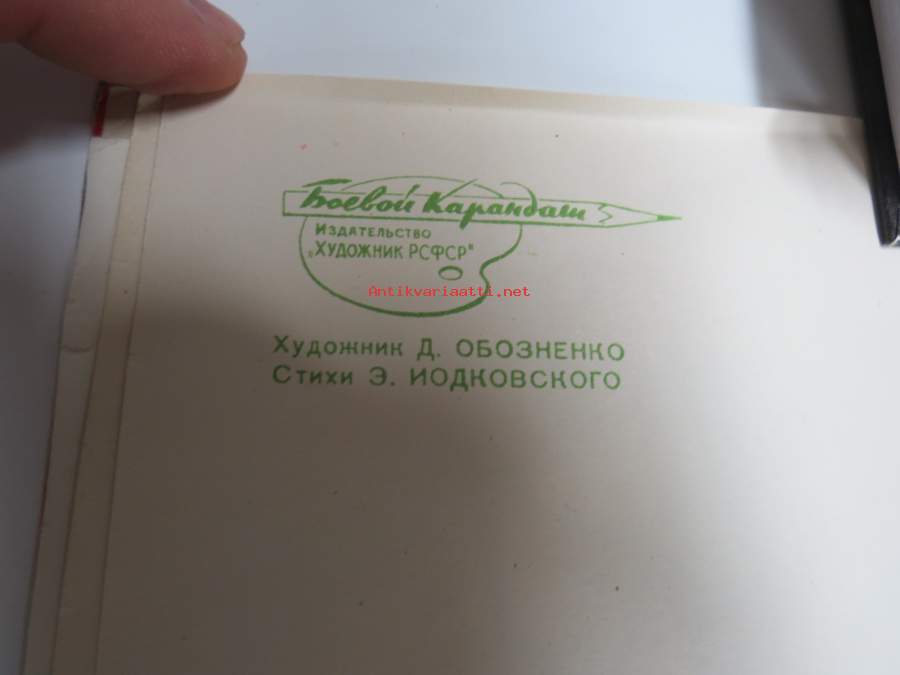 Боевой Карандаш
Издательство
„Художник РСФСР"
Antikvariaatti.net
Художник Д. ОБОЗНЕНКО
Стихи Э. ИОДКОВСКОГО